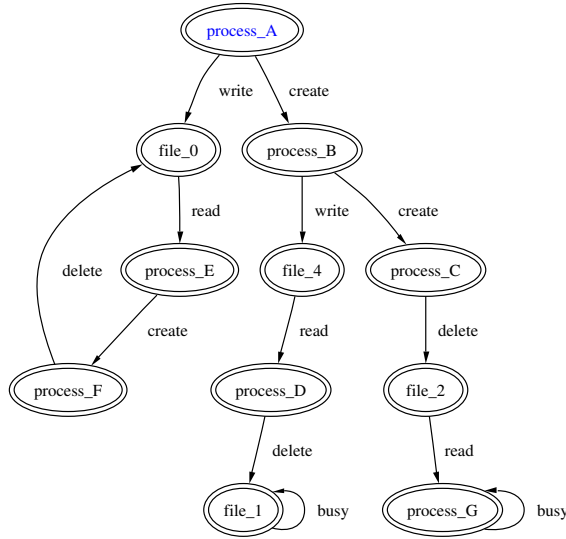 process_A
write
create
file_0
process_B
read
write
create
process_E
file_4
process_C
delete
create
read
delete
process_F
process_D
file_2
delete
read
file_1
busy
process_G
busy